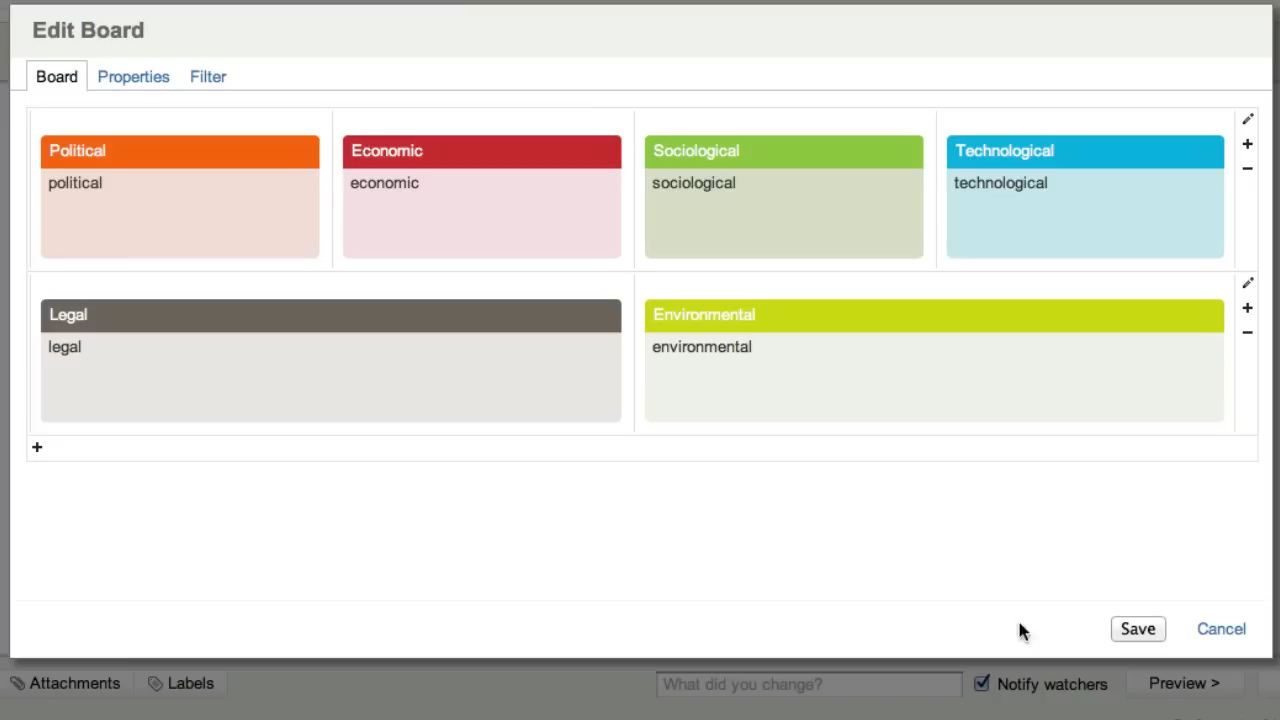 Edit Board
Board Properties Filter
Political Economic Sociological Technological
political economic sociological technological
Legal Environmental
legal environmental
Save Cancel
Attachments Labels What did you change? Notify watchers Preview >